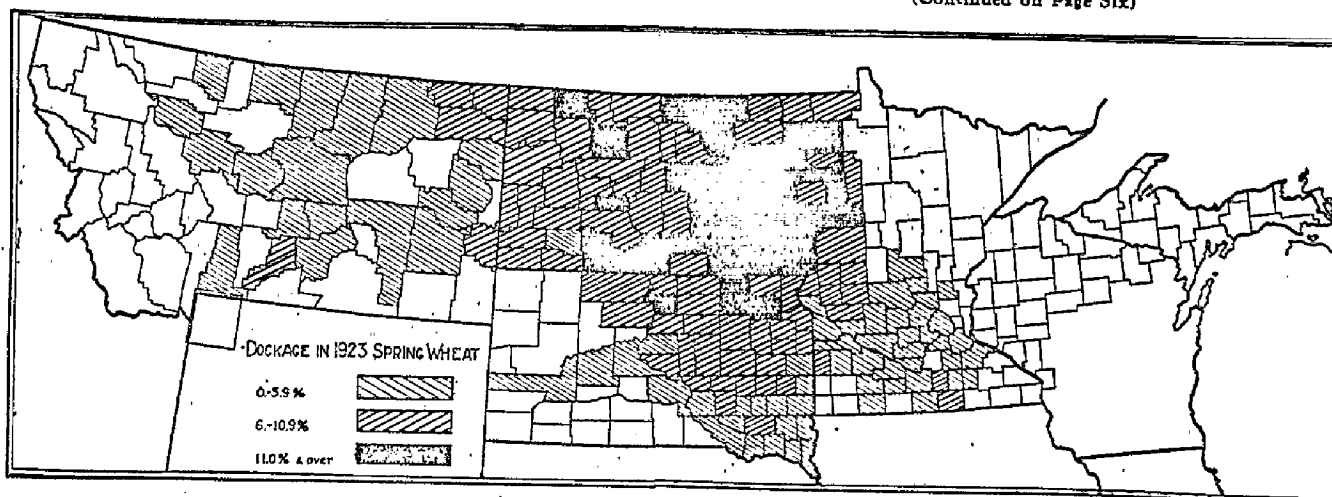 (Continued on Page Six)
DOCKAGE IN 1923 SPRING WHEAT
0.-5.9 %
6.-10.9%
11.0% & over